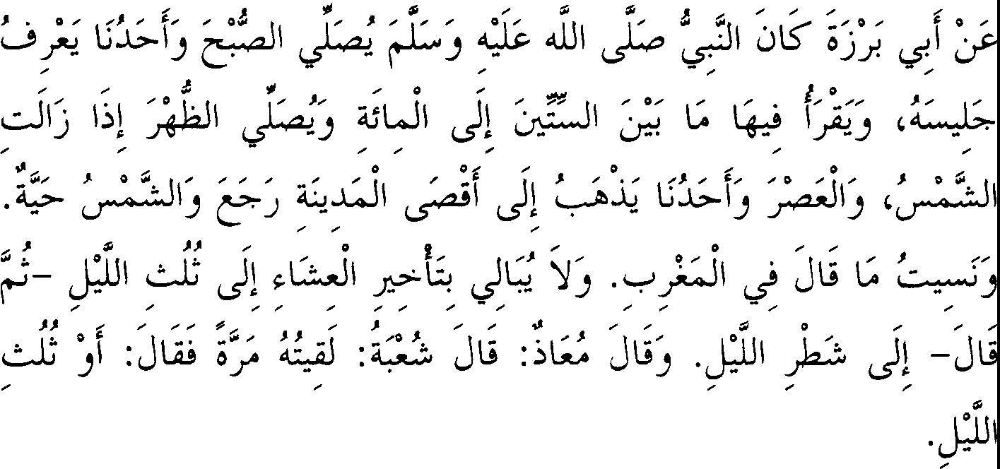 عَنْ أَبِي بَرْزَةَ كَانَ النَّبِيُّ صَلَّى اللَّه عَلَيْهِ وَسَلَّمَ يُصَلِّي الصُّبْحَ وَأَحَدُنَا يَعْرِفُ
جَلِيسَهُ، وَيَقْرَأُ فِيهَا مَا بَيْنَ السِّتِّينَ إِلَى الْمِائَةِ وَيُصَلِّي الظُّهْرَ إِذَا زَالَتِ
الشَّمْسُ، وَالْعَصْرَ وَأَحَدُنَا يَذْهَبُ إِلَى أَقْصَى الْمَدِينَةِ رَجَعَ وَالشَّمْسُ حَيَّةٌ.
وَنَسِيتُ مَا قَالَ فِي الْمَغْرِبِ. وَلاَ يُبَالِي بِتَأْخِيرِ الْعِشَاءِ إِلَى ثُلُثِ اللَّيْلِ –ثُمَّ
قَالَ– إِلَى شَطْرِ اللَّيْلِ. وَقَالَ مُعَاذٌ: قَالَ شُعْبَةُ: لَقِيتُهُ مَرَّةً فَقَالَ: أَوْ ثُلُثِ
اللَّيْلِ.